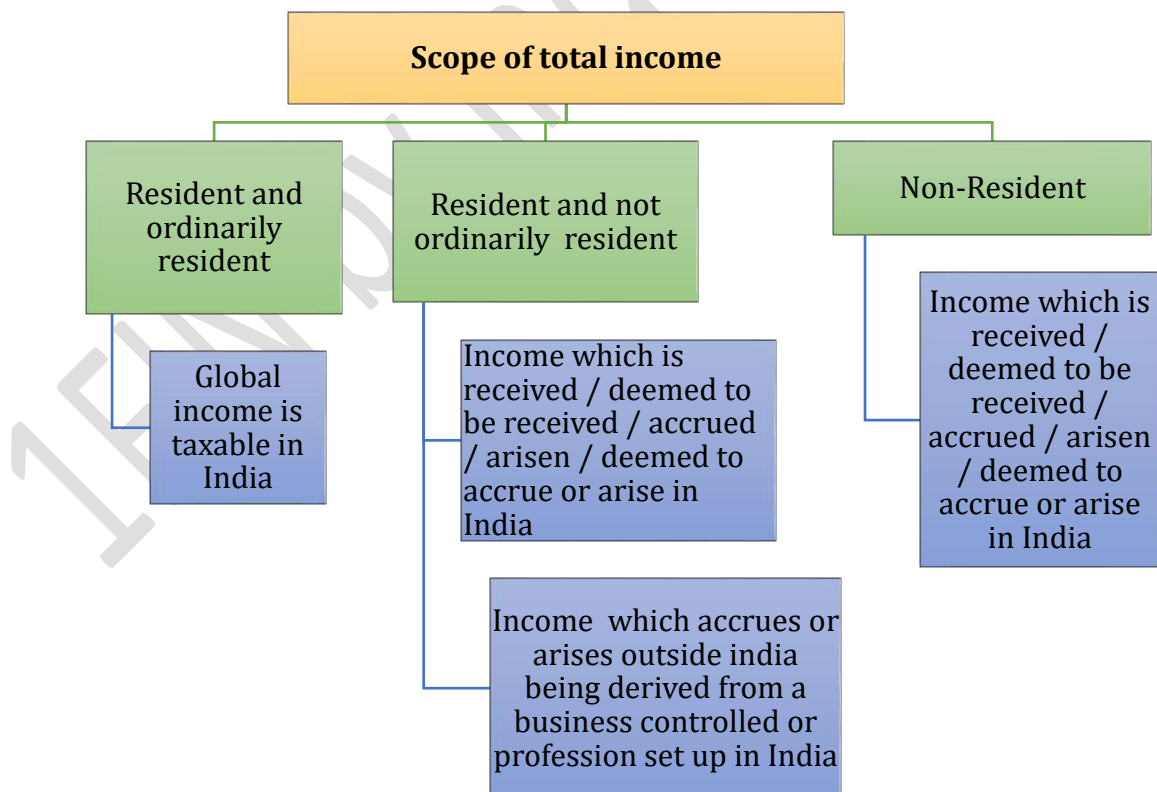 Scope of total income
Resident and
ordinarily
resident
Global
income is
taxable in
India
Resident and not
ordinarily resident
Income which is
received / deemed to
be received / accrued
/ arisen / deemed to
accrue or arise in
India
Income which accrues or
arises outside india
being derived from a
business controlled or
profession set up in India
Non-Resident
Income which is
received /
deemed to be
received /
accrued / arisen
/ deemed to
accrue or arise
in India